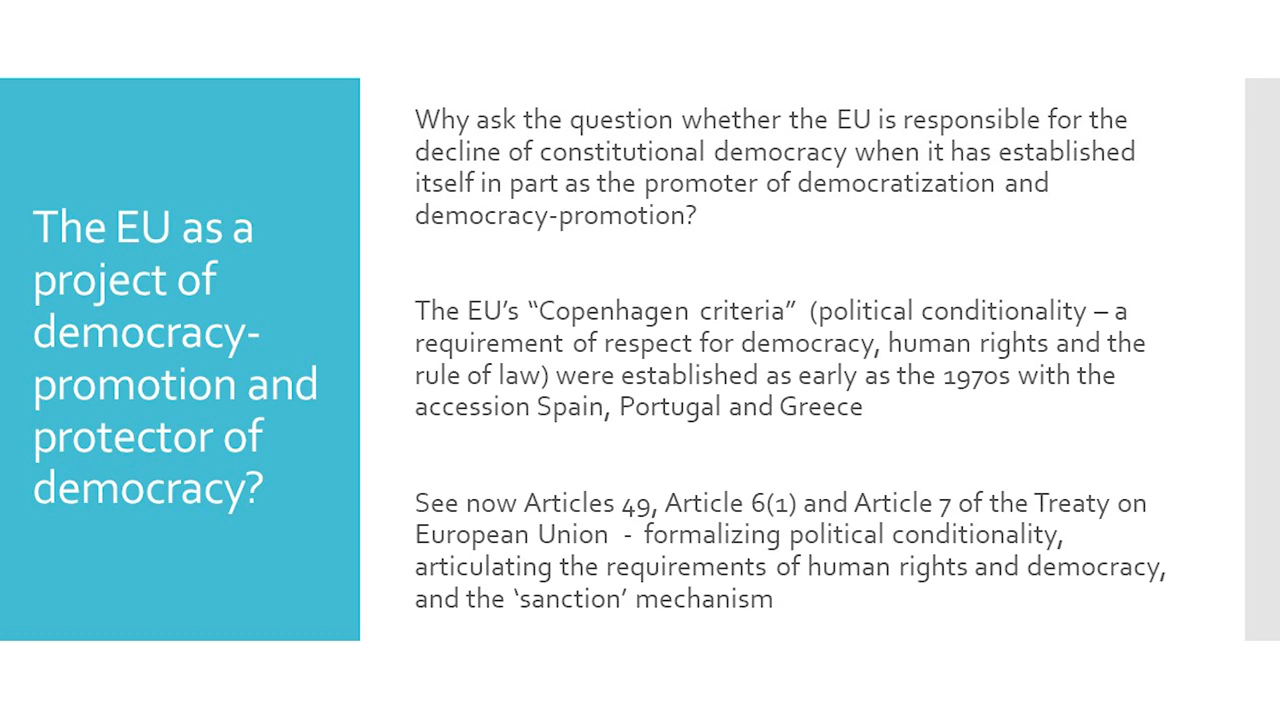 The EU as a
project of
democracy-
promotion and
protector of
democracy?
Why ask the question whether the EU is responsible for the
decline of constitutional democracy when it has established
itself in part as the promoter of democratization and
democracy-promotion?
The EU’s “Copenhagen criteria” (political conditionality – a
requirement of respect for democracy, human rights and the
rule of law) were established as early as the 1970s with the
accession Spain, Portugal and Greece
See now Articles 49, Article 6(1) and Article 7 of the Treaty on
European Union - formalizing political conditionality,
articulating the requirements of human rights and democracy,
and the ‘sanction’ mechanism